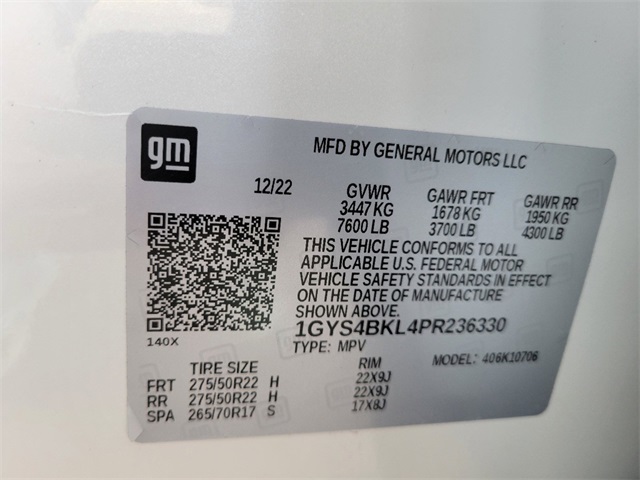 gm
MFD BY GENERAL MOTORS LLC
12/22 GVWR GAWR FRT GAWR RR
3447 KG 1678 KG 1950 KG
7600 LB 3700 LB 4300 LB
THIS VEHICLE CONFORMS TO ALL
APPLICABLE U.S. FEDERAL MOTOR
VEHICLE SAFETY STANDARDS IN EFFECT
ON THE DATE OF MANUFACTURE
SHOWN ABOVE.
1GYS4BKL4PR236330
140X
TYPE: MPV MODEL: 406K10706
TIRE SIZE RIM
FRT 275/50R22 H 22X9J
RR 275/50R22 H 22X9J
SPA 265/70R17 S 17X8J